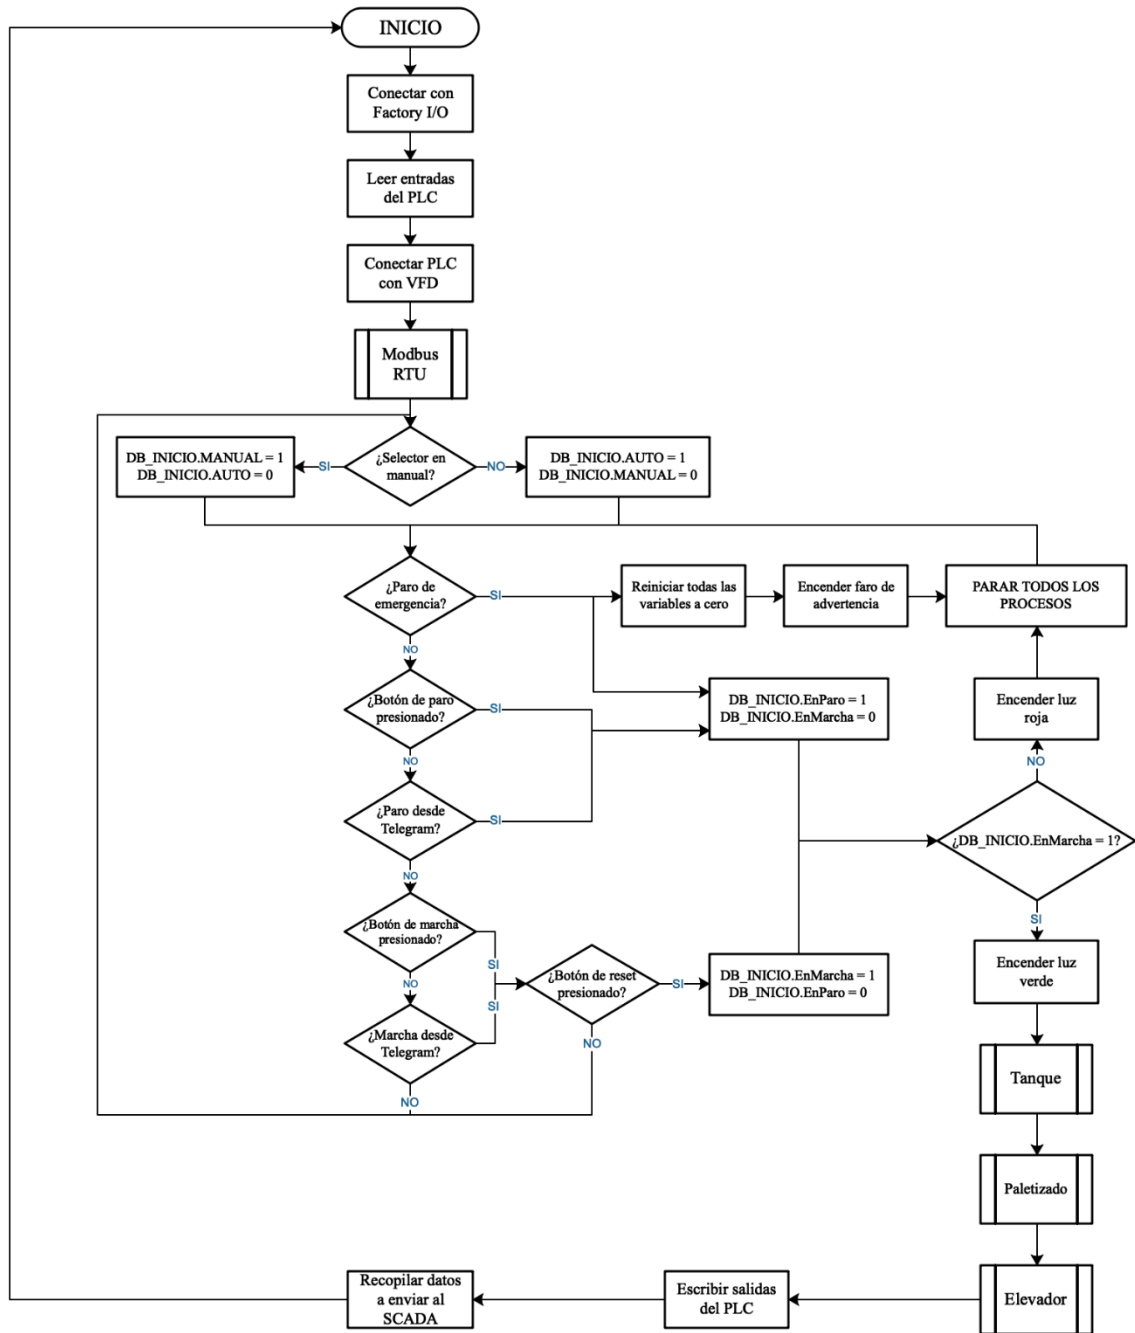 INICIO
Conectar con
Factory I/O
Leer entradas
del PLC
Conectar PLC
con VFD
Modbus
RTU
¿Selector en
manual?
SI
NO
DB_INICIO.MANUAL = 1
DB_INICIO.AUTO = 0
DB_INICIO.AUTO = 1
DB_INICIO.MANUAL = 0
¿Paro de
emergencia?
SI
NO
Reiniciar todas las
variables a cero
Encender faro de
advertencia
PARAR TODOS LOS
PROCESOS
¿Botón de paro
presionado?
SI
NO
DB_INICIO.EnParo = 1
DB_INICIO.EnMarcha = 0
Encender luz
roja
NO
¿Paro desde
Telegram?
SI
NO
¿DB_INICIO.EnMarcha = 1?
SI
¿Botón de marcha
presionado?
SI
NO
¿Marcha desde
Telegram?
SI
NO
¿Botón de reset
presionado?
SI
NO
DB_INICIO.EnMarcha = 1
DB_INICIO.EnParo = 0
Encender luz
verde
Tanque
Paletizado
Elevador
Escribir salidas
del PLC
Recopilar datos
a enviar al
SCADA